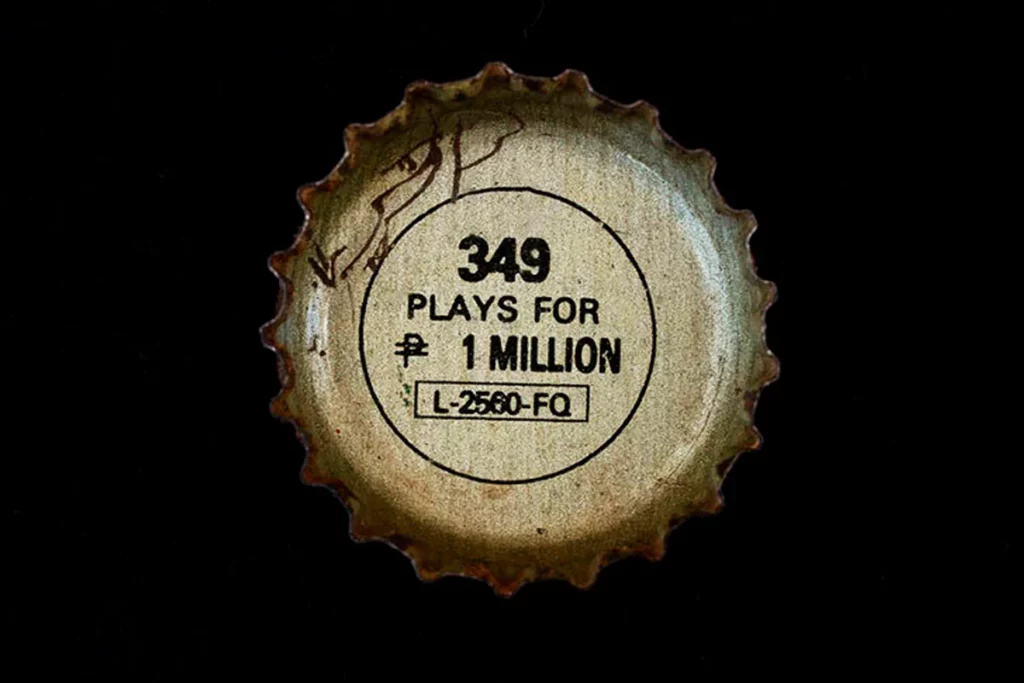 349
PLAYS FOR
₱ 1 MILLION
L-2560-FQ